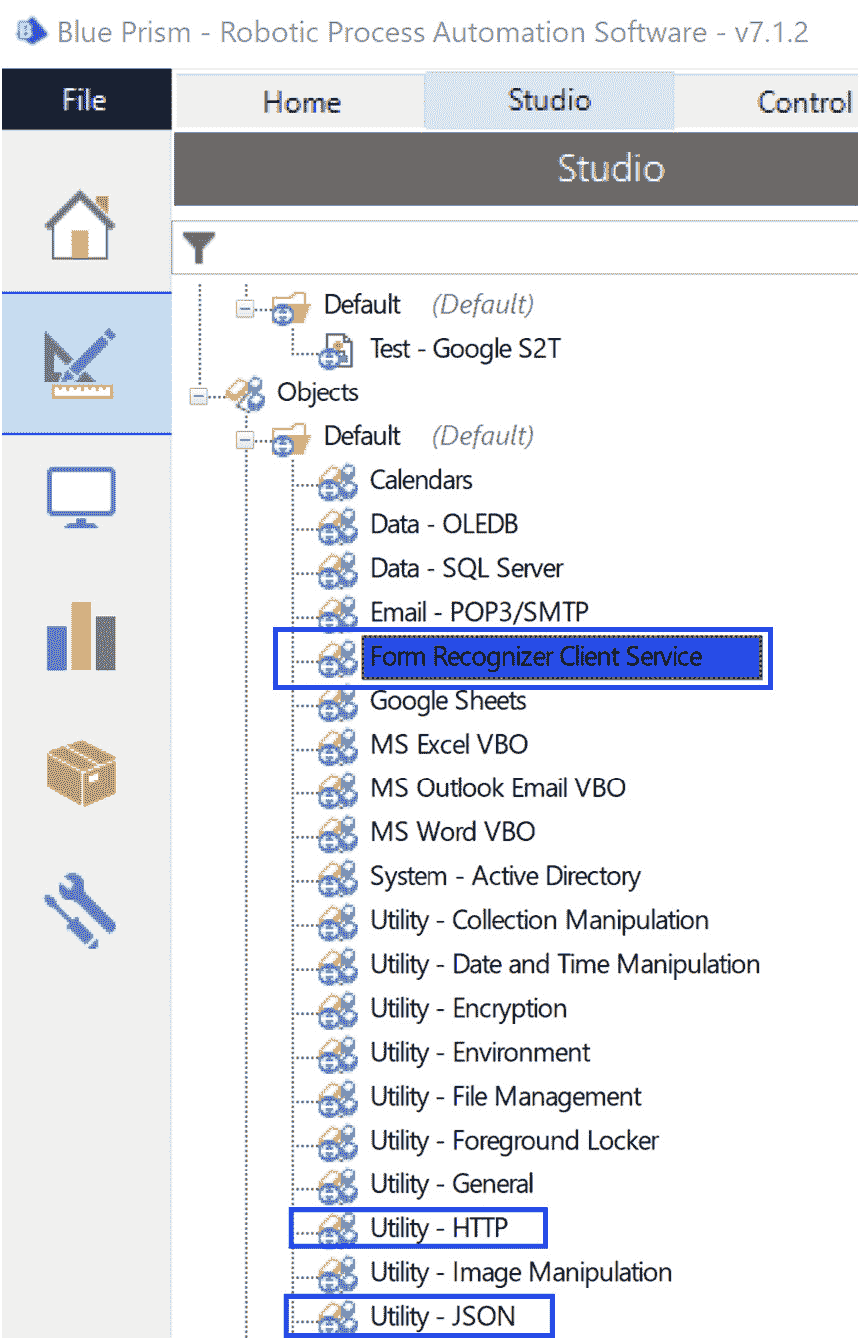 Blue Prism - Robotic Process Automation Software - v7.1.2
File Home Studio Control
Studio
Default (Default)
Test - Google S2T
Objects
Default (Default)
Calendars
Data - OLEDB
Data - SQL Server
Email - POP3/SMTP
Form Recognizer Client Service
Google Sheets
MS Excel VBO
MS Outlook Email VBO
MS Word VBO
System - Active Directory
Utility - Collection Manipulation
Utility - Date and Time Manipulation
Utility - Encryption
Utility - Environment
Utility - File Management
Utility - Foreground Locker
Utility - General
Utility - HTTP
Utility - Image Manipulation
Utility - JSON